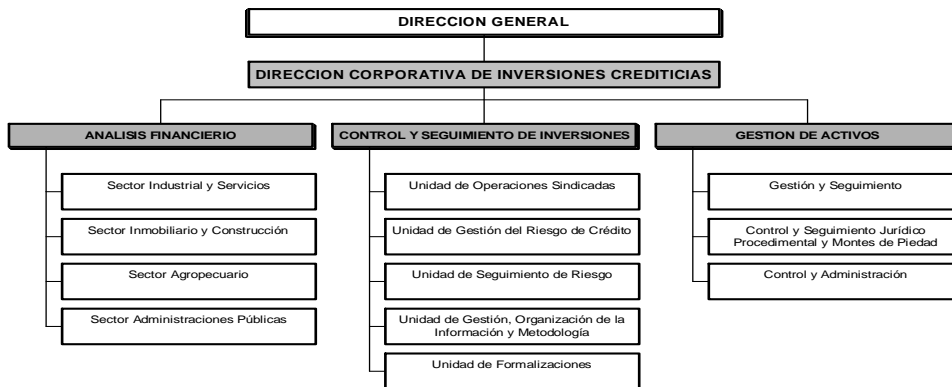 DIRECCION GENERAL
DIRECCION CORPORATIVA DE INVERSIONES CREDITICIAS
ANALISIS FINANCIERIO
Sector Industrial y Servicios
Sector Inmobiliario y Construcción
Sector Agropecuario
Sector Administraciones Públicas
CONTROL Y SEGUIMIENTO DE INVERSIONES
Unidad de Operaciones Sindicadas
Unidad de Gestión del Riesgo de Crédito
Unidad de Seguimiento de Riesgo
Unidad de Gestión, Organización de la
Información y Metodología
Unidad de Formalizaciones
GESTION DE ACTIVOS
Gestión y Seguimiento
Control y Seguimiento Jurídico
Procedimental y Montes de Piedad
Control y Administración